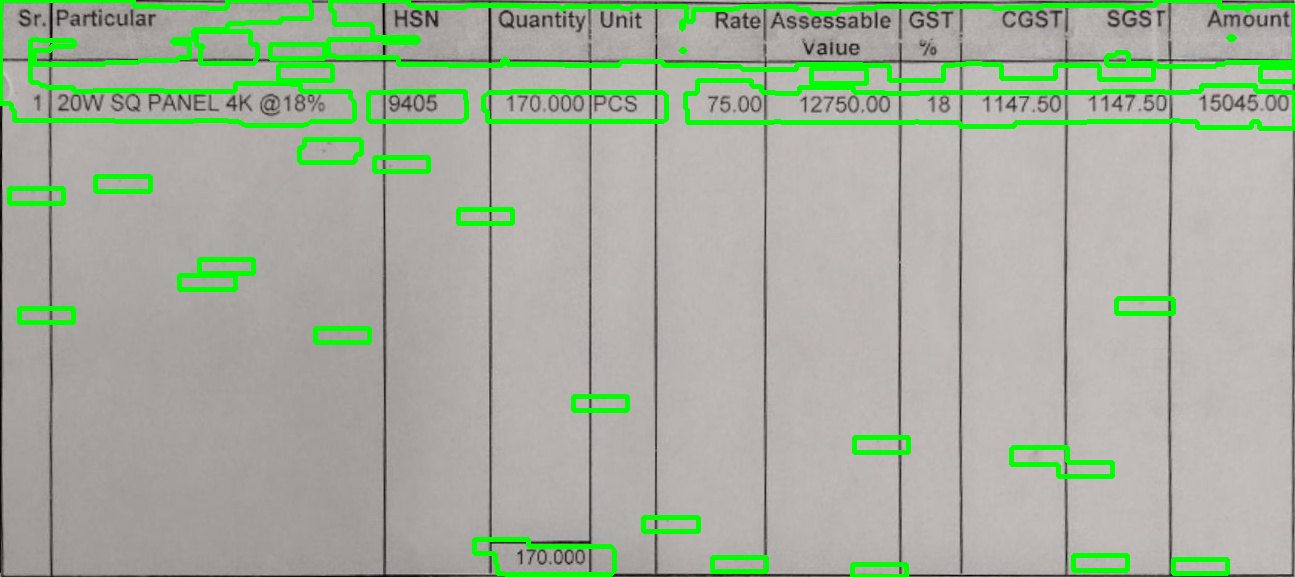 Sr. Particular HSN Quantity Unit Rate Assessable Value GST % CGST SGST Amount
1 20W SQ PANEL 4K @18% 9405 170.000 PCS 75.00 12750.00 18 1147.50 1147.50 15045.00
170.000